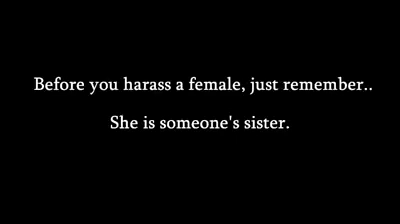 Before you harass a female, just remember..
She is someone's sister.